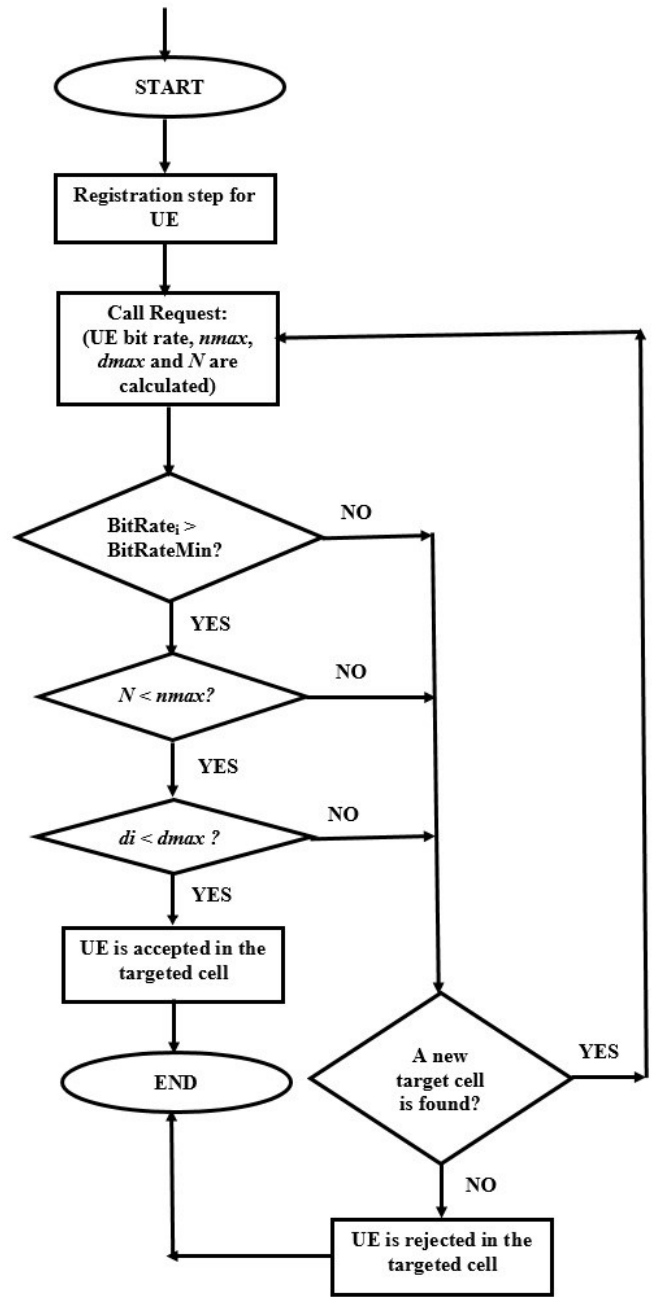 START
Registration step for
UE
Call Request:
(UE bit rate, nmax,
dmax and N are
calculated)
BitRateᵢ >
BitRateMin?
NO
YES
N < nmax?
NO
YES
di < dmax ?
NO
YES
UE is accepted in the
targeted cell
END
A new
target cell
is found?
YES
NO
UE is rejected in the
targeted cell